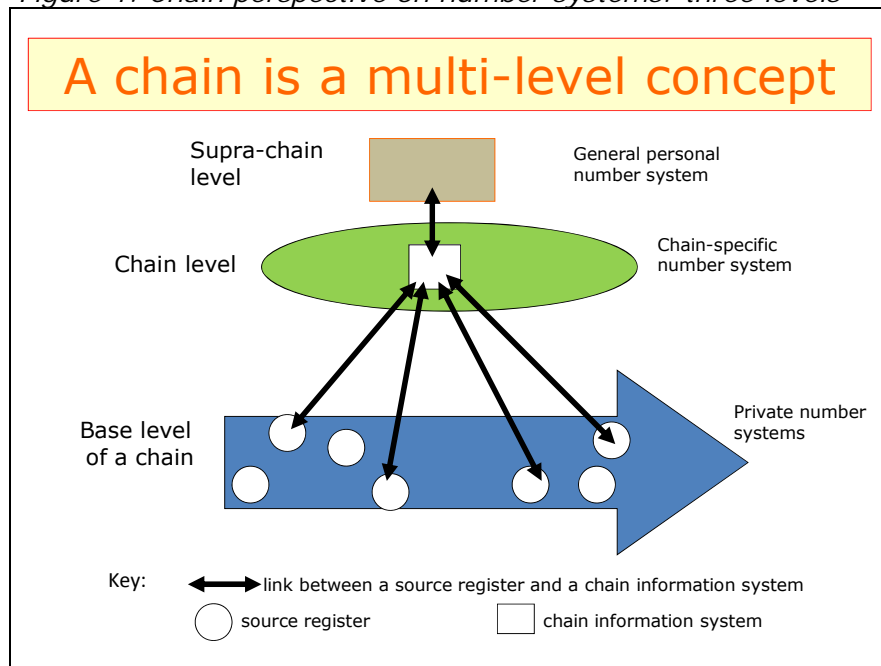 A chain is a multi-level concept
Supra-chain
level
General personal
number system
Chain level
Chain-specific
number system
Base level
of a chain
Private number
systems
Key:
link between a source register and a chain information system
source register
chain information system